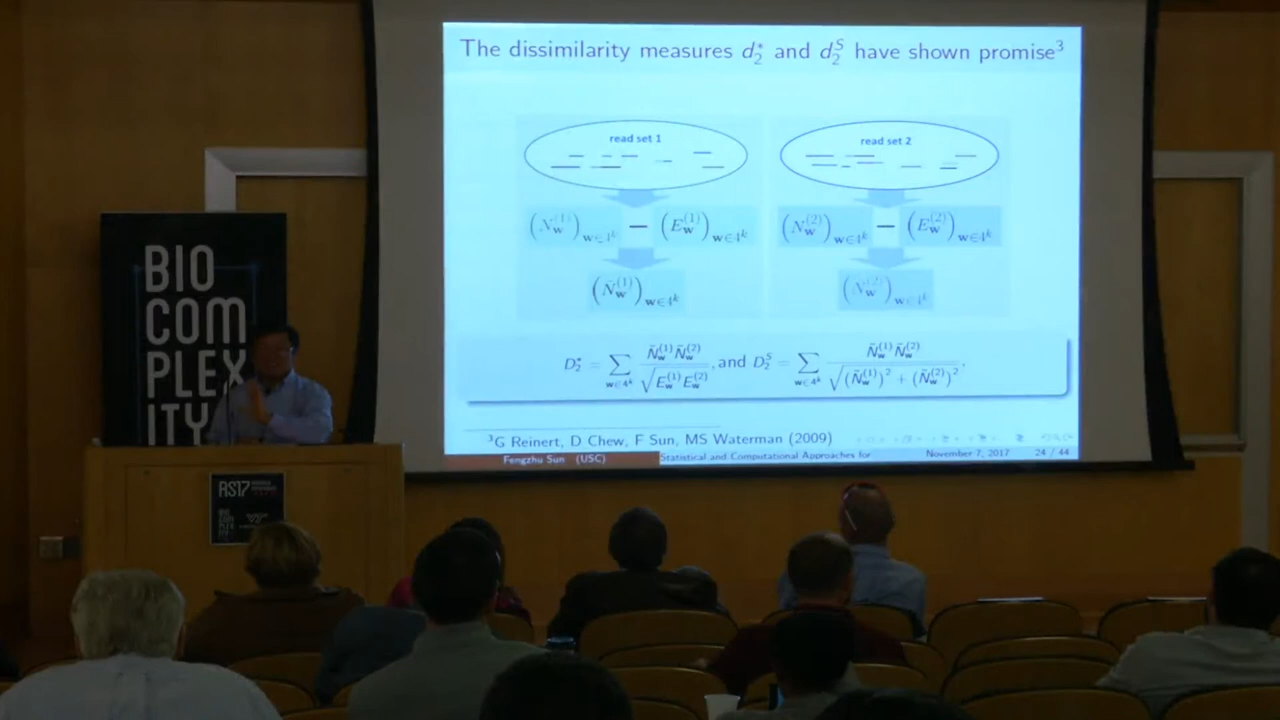 The dissimilarity measures d₂* and d₂ˢ have shown promise³
read set 1
read set 2
(N_w^(1))_{w∈4^k} − (E_w^(1))_{w∈4^k}
(N_w^(2))_{w∈4^k} − (E_w^(2))_{w∈4^k}
(Ñ_w^(1))_{w∈4^k}
(Ñ_w^(2))_{w∈4^k}
D₂* = ∑_{w∈4^k} Ñ_w^(1) Ñ_w^(2) / √(E_w^(1) E_w^(2)), and D₂ˢ = ∑_{w∈4^k} Ñ_w^(1) Ñ_w^(2) / √((Ñ_w^(1))² + (Ñ_w^(2))²),
³G Reinert, D Chew, F Sun, MS Waterman (2009)
Fengzhu Sun (USC) Statistical and Computational Approaches for November 7, 2017 24 / 44
BIO
COM
PLEX
ITY
RS17
BIO
COM
PLEX
ITY